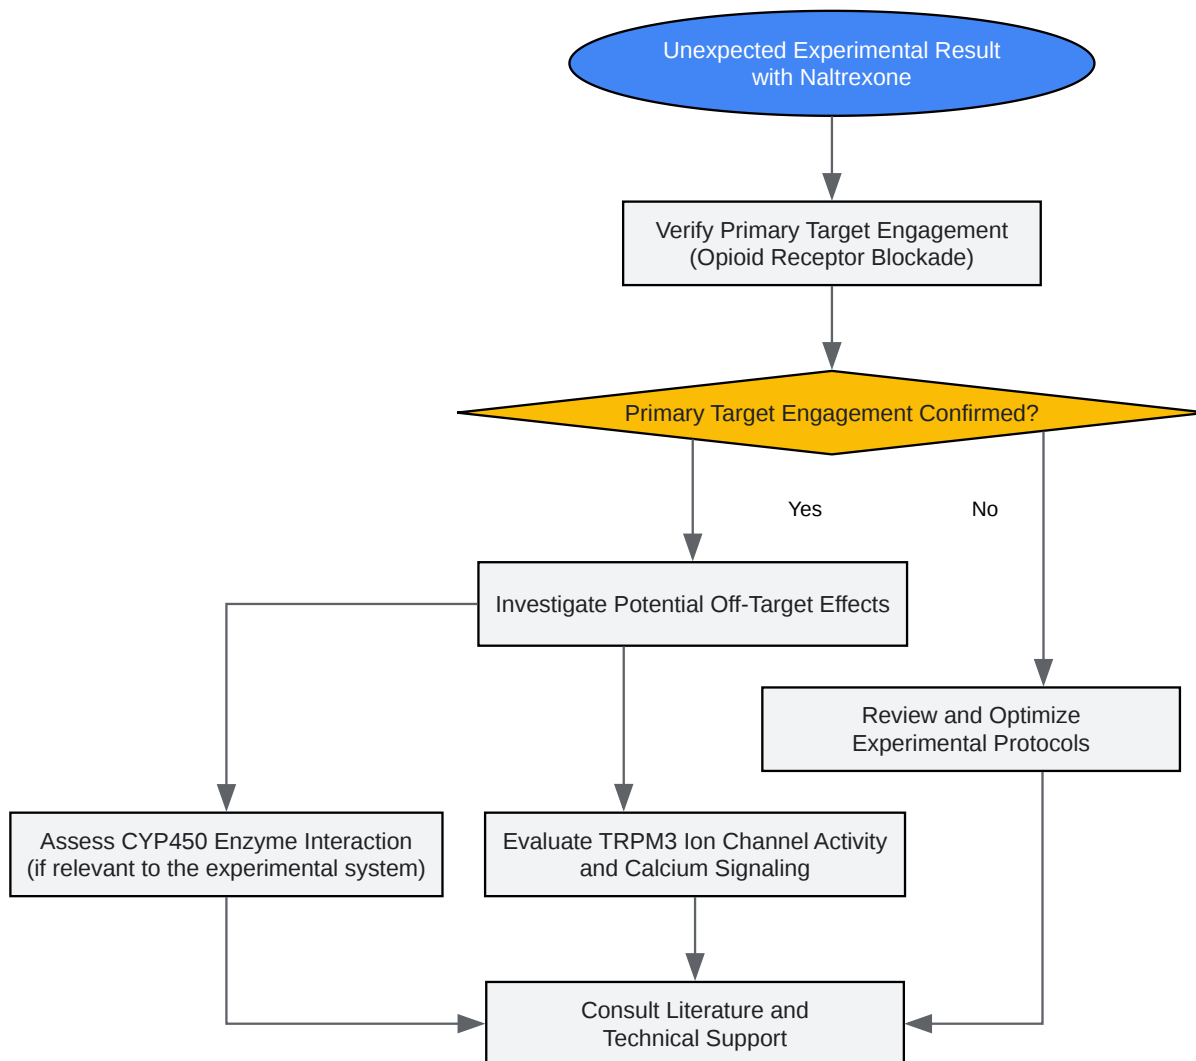 Unexpected Experimental Result
with Naltrexone
Verify Primary Target Engagement
(Opioid Receptor Blockade)
Primary Target Engagement Confirmed?
Yes
No
Investigate Potential Off-Target Effects
Review and Optimize
Experimental Protocols
Assess CYP450 Enzyme Interaction
(if relevant to the experimental system)
Evaluate TRPM3 Ion Channel Activity
and Calcium Signaling
Consult Literature and
Technical Support